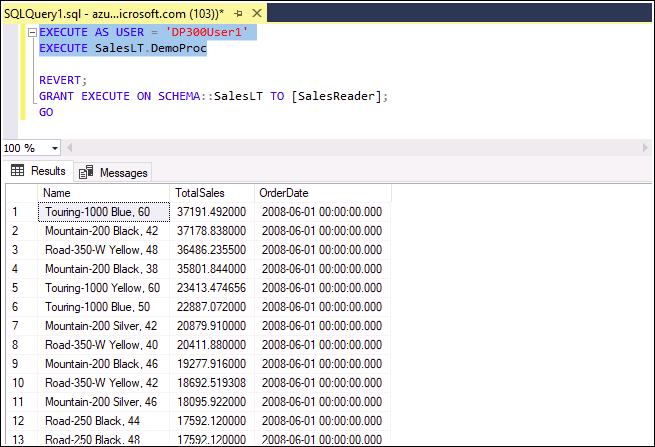 SQLQuery1.sql - azu...icrosoft.com (103))*
EXECUTE AS USER = 'DP300User1'
EXECUTE SalesLT.DemoProc
REVERT;
GRANT EXECUTE ON SCHEMA::SalesLT TO [SalesReader];
GO
100 %
Results Messages
Name TotalSales OrderDate
1 Touring-1000 Blue, 60 37191.492000 2008-06-01 00:00:00.000
2 Mountain-200 Black, 42 37178.838000 2008-06-01 00:00:00.000
3 Road-350-W Yellow, 48 36486.235500 2008-06-01 00:00:00.000
4 Mountain-200 Black, 38 35801.844000 2008-06-01 00:00:00.000
5 Touring-1000 Yellow, 60 23413.474656 2008-06-01 00:00:00.000
6 Touring-1000 Blue, 50 22887.072000 2008-06-01 00:00:00.000
7 Mountain-200 Silver, 42 20879.910000 2008-06-01 00:00:00.000
8 Road-350-W Yellow, 40 20411.880000 2008-06-01 00:00:00.000
9 Mountain-200 Black, 46 19277.916000 2008-06-01 00:00:00.000
10 Road-350-W Yellow, 42 18692.519308 2008-06-01 00:00:00.000
11 Mountain-200 Silver, 46 18095.922000 2008-06-01 00:00:00.000
12 Road-250 Black, 44 17592.120000 2008-06-01 00:00:00.000
13 Road-250 Black, 48 17592.120000 2008-06-01 00:00:00.000